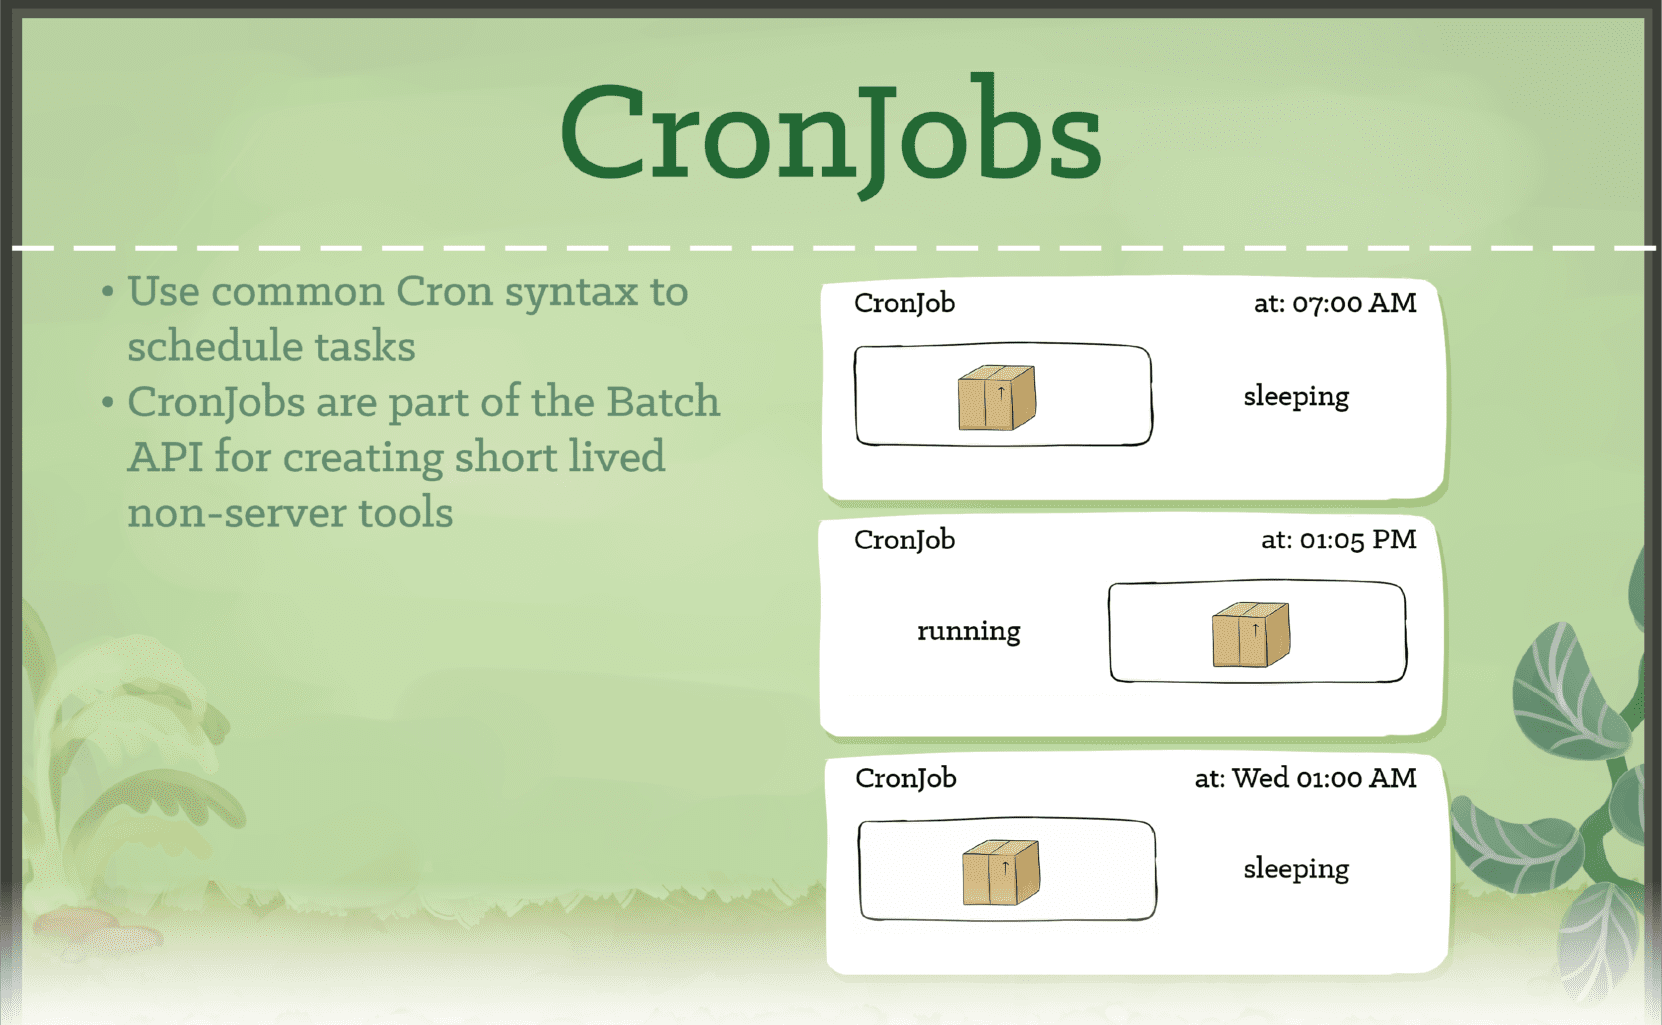 CronJobs
• Use common Cron syntax to
schedule tasks
• CronJobs are part of the Batch
API for creating short lived
non-server tools
CronJob at: 07:00 AM
sleeping
CronJob at: 01:05 PM
running
CronJob at: Wed 01:00 AM
sleeping